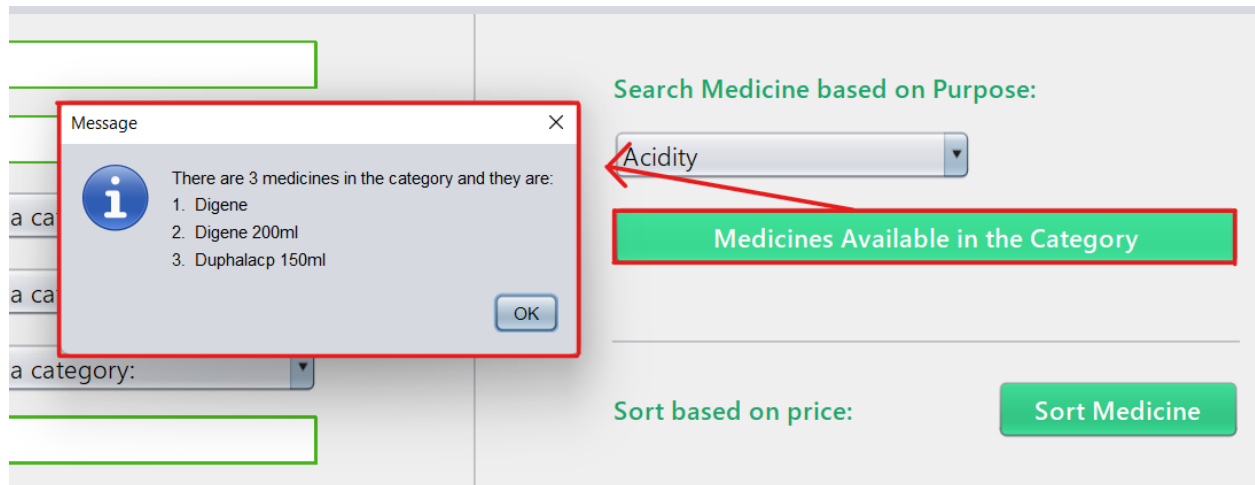 Search Medicine based on Purpose:
Message
There are 3 medicines in the category and they are:
1. Digene
2. Digene 200ml
3. Duphalacp 150ml
OK
Acidity
Medicines Available in the Category
a ca
a ca
a category:
Sort based on price:
Sort Medicine